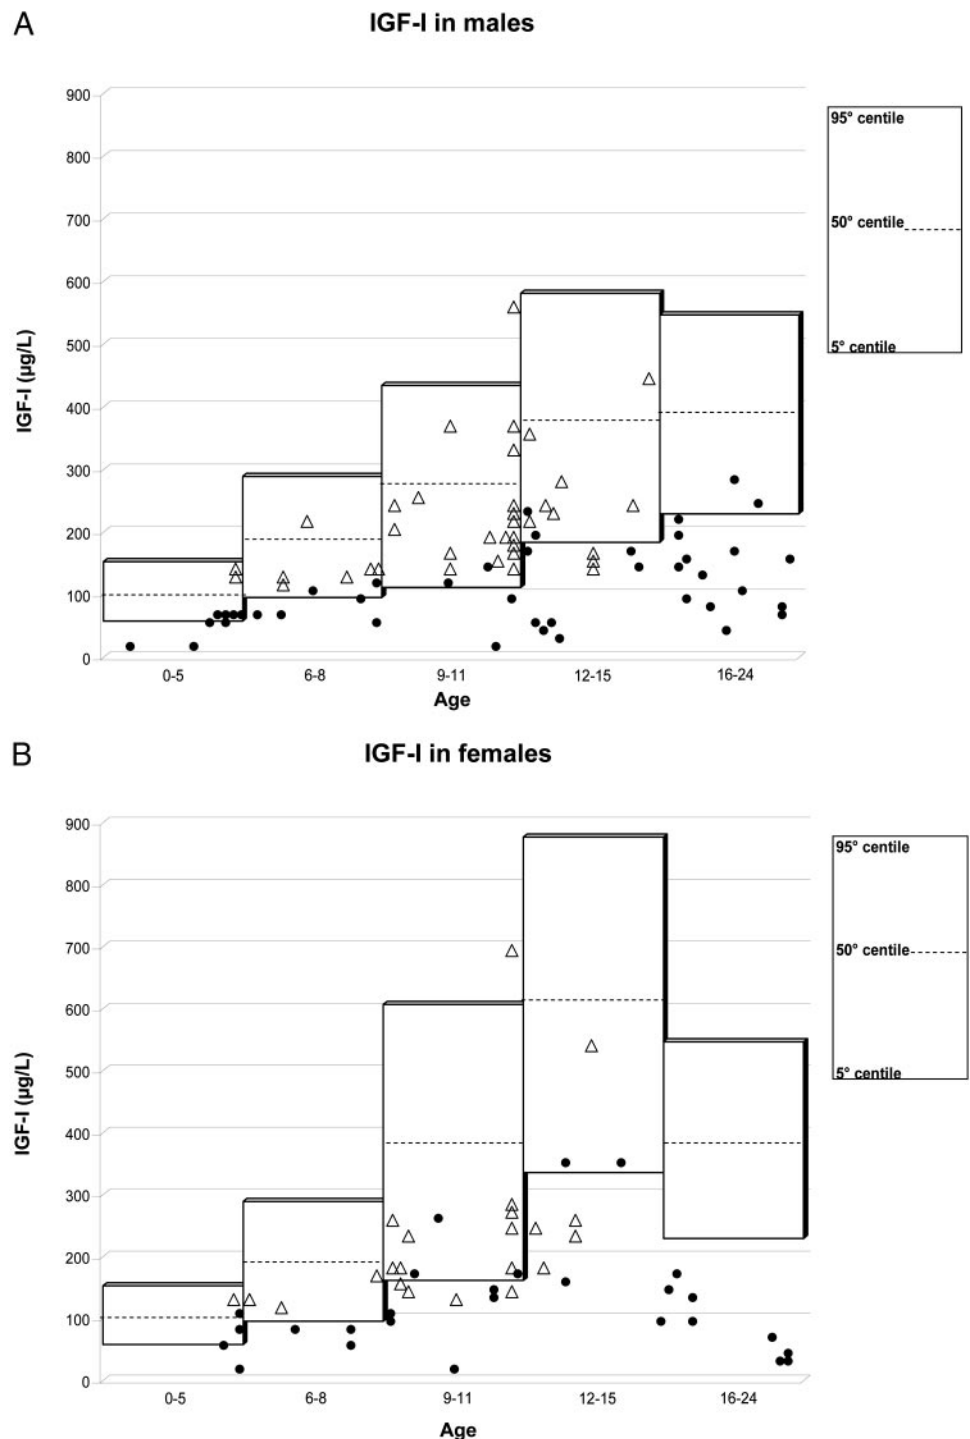 A
IGF-I in males
900
800
700
600
500
400
300
200
100
0
IGF-I (µg/L)
0-5 6-8 9-11 12-15 16-24
Age
95° centile
50° centile
5° centile
B
IGF-I in females
900
800
700
600
500
400
300
200
100
0
IGF-I (µg/L)
0-5 6-8 9-11 12-15 16-24
Age
95° centile
50° centile
5° centile